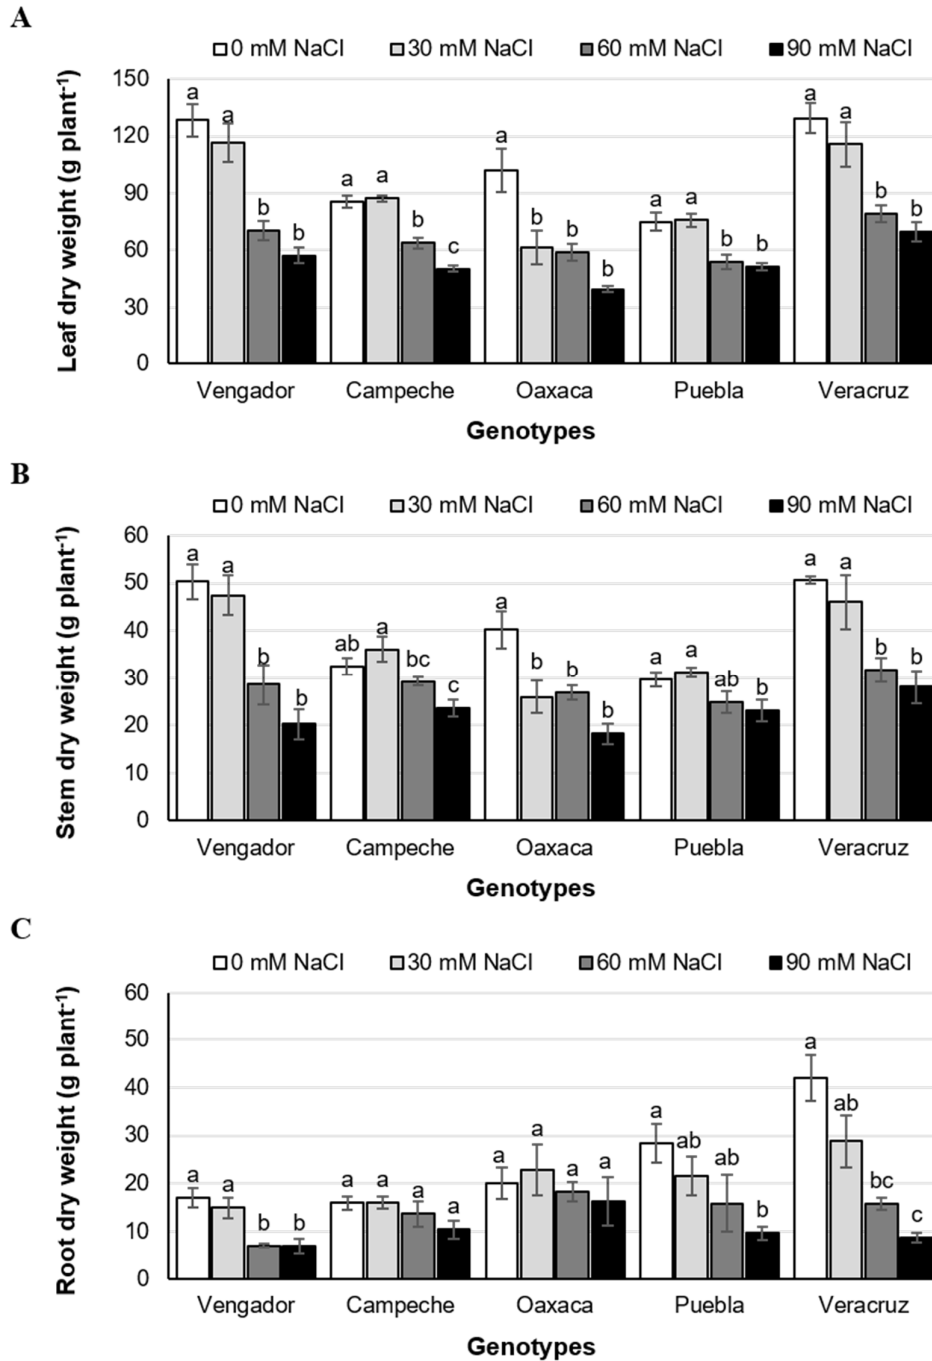 A
0 mM NaCl 30 mM NaCl 60 mM NaCl 90 mM NaCl
Leaf dry weight (g plant⁻¹)
150
120
90
60
30
0
a a b b
a a b c
a b b b
a a b b
a a b b
Vengador Campeche Oaxaca Puebla Veracruz
Genotypes
B
0 mM NaCl 30 mM NaCl 60 mM NaCl 90 mM NaCl
Stem dry weight (g plant⁻¹)
60
50
40
30
20
10
0
a a b b
ab a bc c
a b b b
a a ab b
a a b b
Vengador Campeche Oaxaca Puebla Veracruz
Genotypes
C
0 mM NaCl 30 mM NaCl 60 mM NaCl 90 mM NaCl
Root dry weight (g plant⁻¹)
60
50
40
30
20
10
0
a a b b
a a a a
a a a a
a ab ab b
a ab bc c
Vengador Campeche Oaxaca Puebla Veracruz
Genotypes